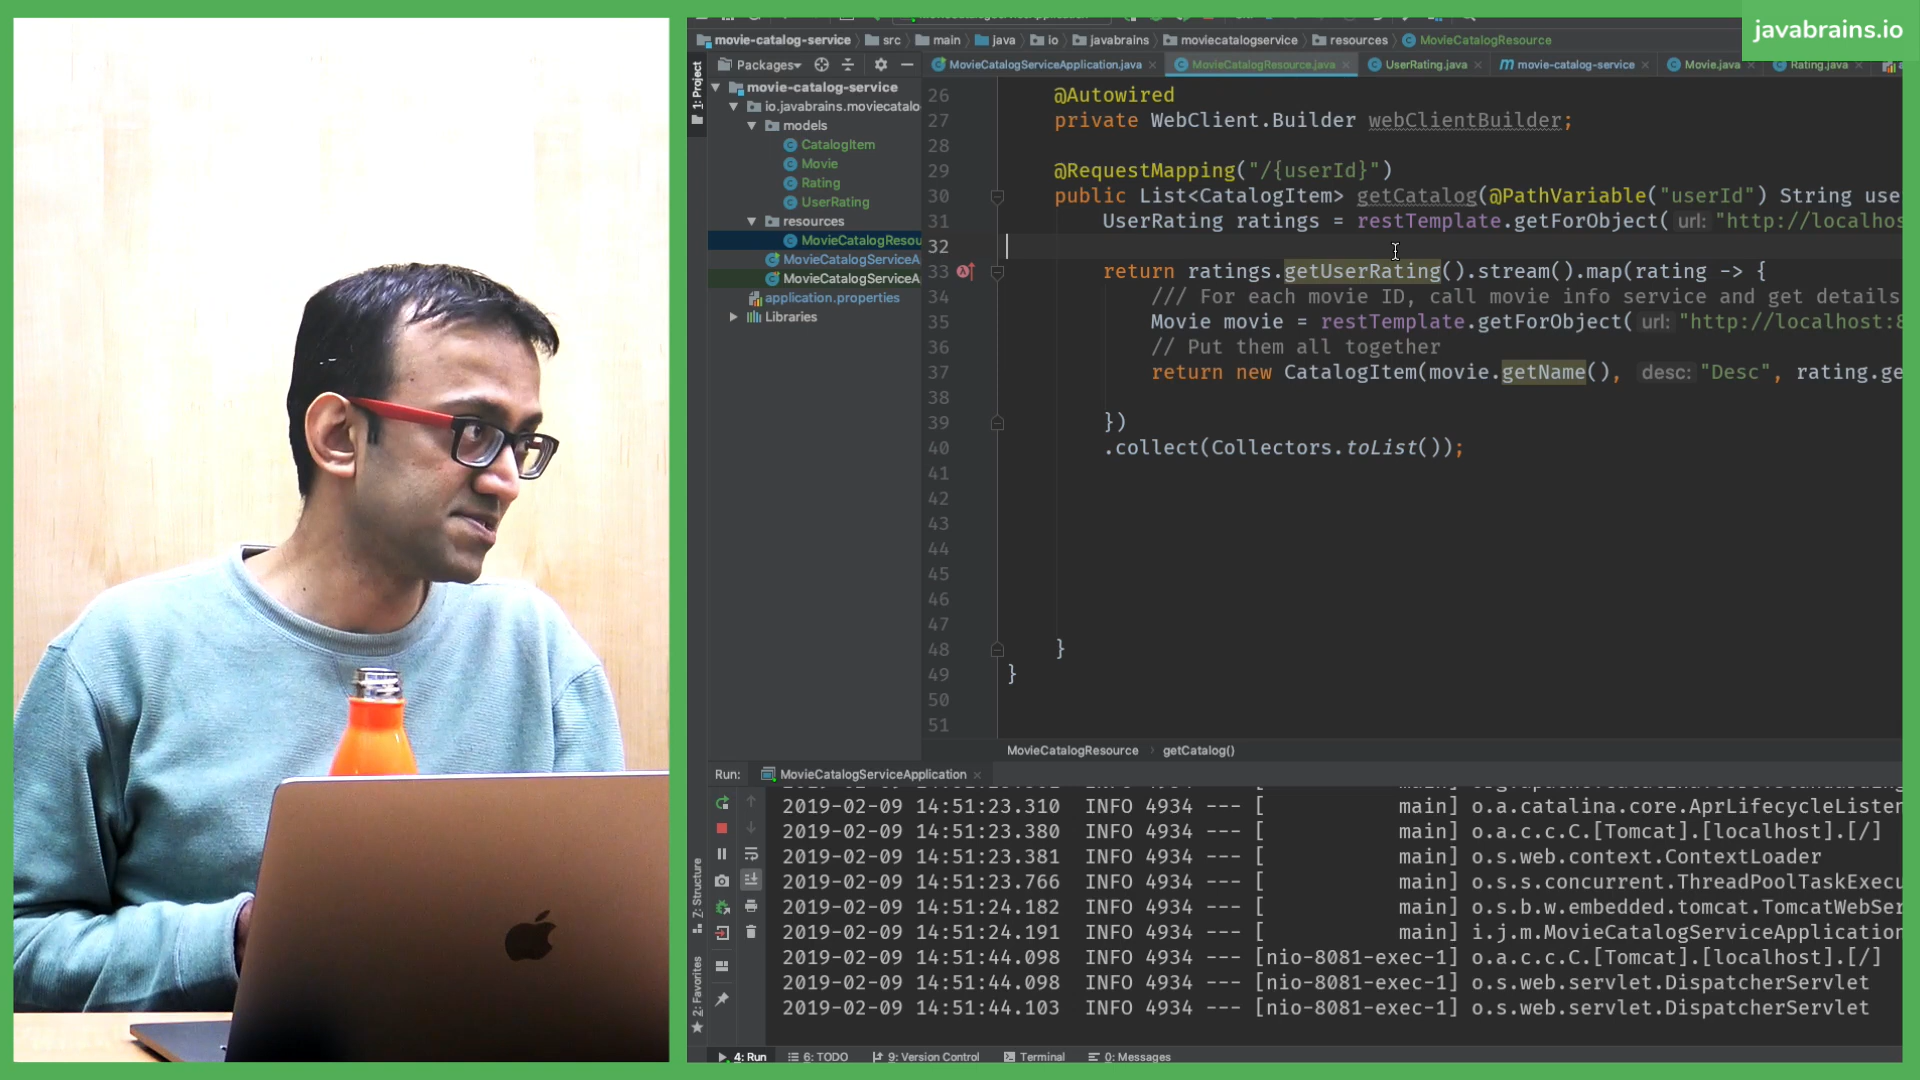 javabrains.io
movie-catalog-service src main java io javabrains moviecatalogservice resources MovieCatalogResource
1: Project
Packages
MovieCatalogServiceApplication.java MovieCatalogResource.java UserRating.java movie-catalog-service Movie.java Rating.java
movie-catalog-service
io.javabrains.moviecatalo
models
CatalogItem
Movie
Rating
UserRating
resources
MovieCatalogResou
MovieCatalogServiceA
MovieCatalogServiceA
application.properties
Libraries
26 @Autowired
27 private WebClient.Builder webClientBuilder;
28
29 @RequestMapping("/{userId}")
30 public List<CatalogItem> getCatalog(@PathVariable("userId") String use
31 UserRating ratings = restTemplate.getForObject( url: "http://localhos
32
33 return ratings.getUserRating().stream().map(rating -> {
34 /// For each movie ID, call movie info service and get details
35 Movie movie = restTemplate.getForObject( url: "http://localhost:8
36 // Put them all together
37 return new CatalogItem(movie.getName(), desc: "Desc", rating.ge
38
39 })
40 .collect(Collectors.toList());
41
42
43
44
45
46
47
48 }
49 }
50
51
MovieCatalogResource › getCatalog()
Run: MovieCatalogServiceApplication
2019-02-09 14:51:23.310 INFO 4934 --- [ main] o.a.catalina.core.AprLifecycleListen
2019-02-09 14:51:23.380 INFO 4934 --- [ main] o.a.c.c.C.[Tomcat].[localhost].[/]
2019-02-09 14:51:23.381 INFO 4934 --- [ main] o.s.web.context.ContextLoader
2019-02-09 14:51:23.766 INFO 4934 --- [ main] o.s.s.concurrent.ThreadPoolTaskExecu
2019-02-09 14:51:24.182 INFO 4934 --- [ main] o.s.b.w.embedded.tomcat.TomcatWebSer
2019-02-09 14:51:24.191 INFO 4934 --- [ main] i.j.m.MovieCatalogServiceApplication
2019-02-09 14:51:44.098 INFO 4934 --- [nio-8081-exec-1] o.a.c.c.C.[Tomcat].[localhost].[/]
2019-02-09 14:51:44.098 INFO 4934 --- [nio-8081-exec-1] o.s.web.servlet.DispatcherServlet
2019-02-09 14:51:44.103 INFO 4934 --- [nio-8081-exec-1] o.s.web.servlet.DispatcherServlet
Z: Structure
2: Favorites
4: Run 6: TODO 9: Version Control Terminal 0: Messages